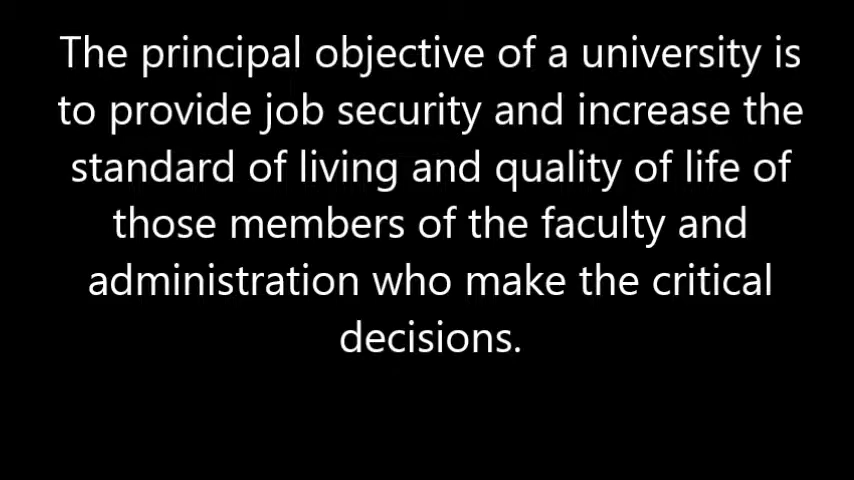 The principal objective of a university is
to provide job security and increase the
standard of living and quality of life of
those members of the faculty and
administration who make the critical
decisions.